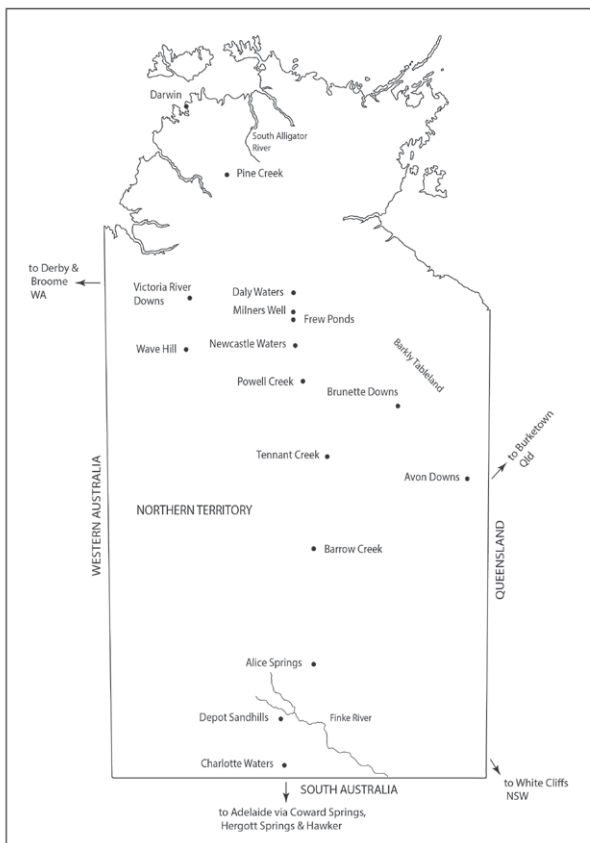 Darwin
South Alligator
River
Pine Creek
to Derby &
Broome
WA
Victoria River
Downs
Daly Waters
Milners Well
Frew Ponds
Wave Hill
Newcastle Waters
Barkly Tableland
Powell Creek
Brunette Downs
to Burketown
Qld
Tennant Creek
Avon Downs
WESTERN AUSTRALIA
NORTHERN TERRITORY
QUEENSLAND
Barrow Creek
Alice Springs
Depot Sandhills
Finke River
Charlotte Waters
SOUTH AUSTRALIA
to White Cliffs
NSW
to Adelaide via Coward Springs,
Hergott Springs & Hawker